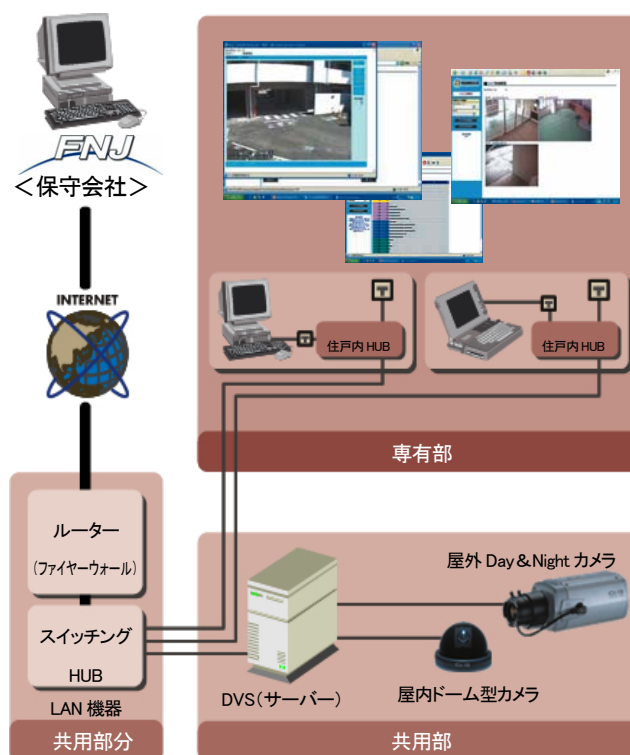 FNJ
＜保守会社＞
INTERNET
ルーター
(ファイヤーウォール)
スイッチング
HUB
LAN 機器
共用部分
住戸内 HUB
住戸内 HUB
専有部
屋外 Day＆Night カメラ
DVS（サーバー）
屋内ドーム型カメラ
共用部